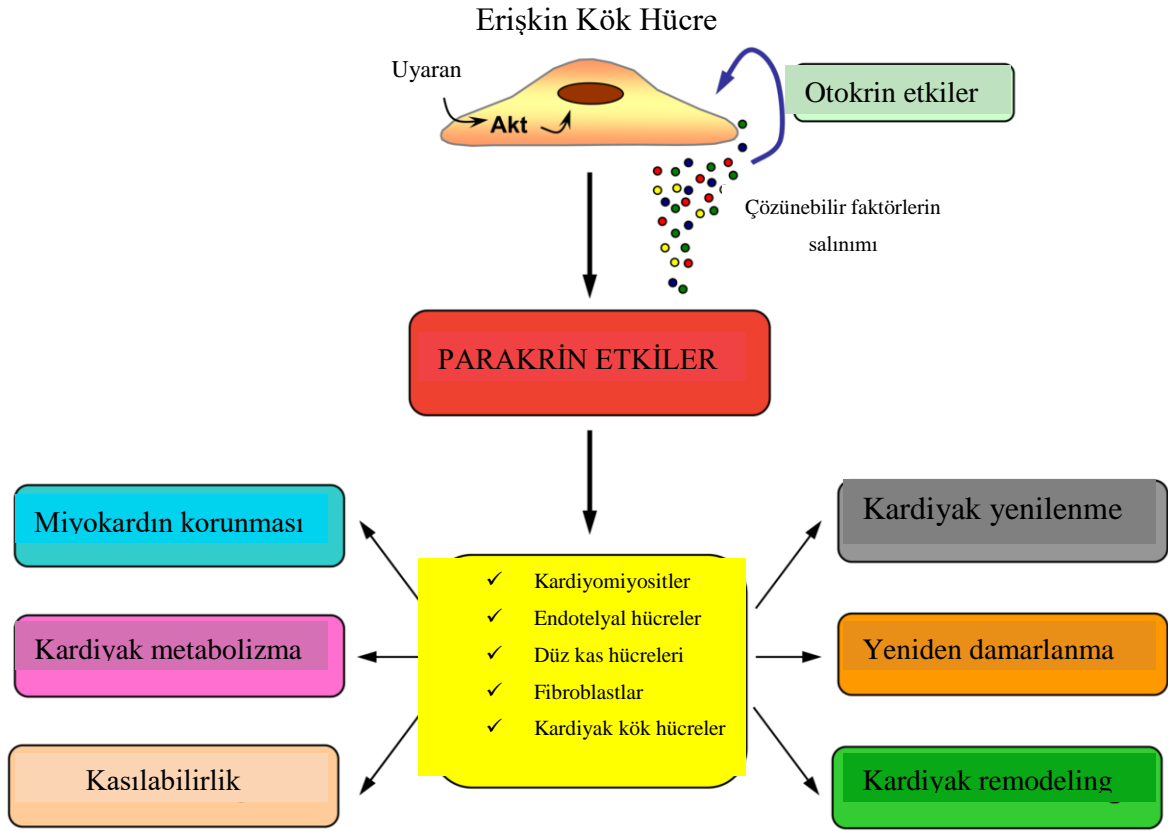 Erişkin Kök Hücre
Uyaran
Akt
Otokrin etkiler
Çözünebilir faktörlerin
salınımı
PARAKRİN ETKİLER
Miyokardın korunması
Kardiyak metabolizma
Kasılabilirlik
Kardiyomiyositler
Endotelyal hücreler
Düz kas hücreleri
Fibroblastlar
Kardiyak kök hücreler
Kardiyak yenilenme
Yeniden damarlanma
Kardiyak remodeling